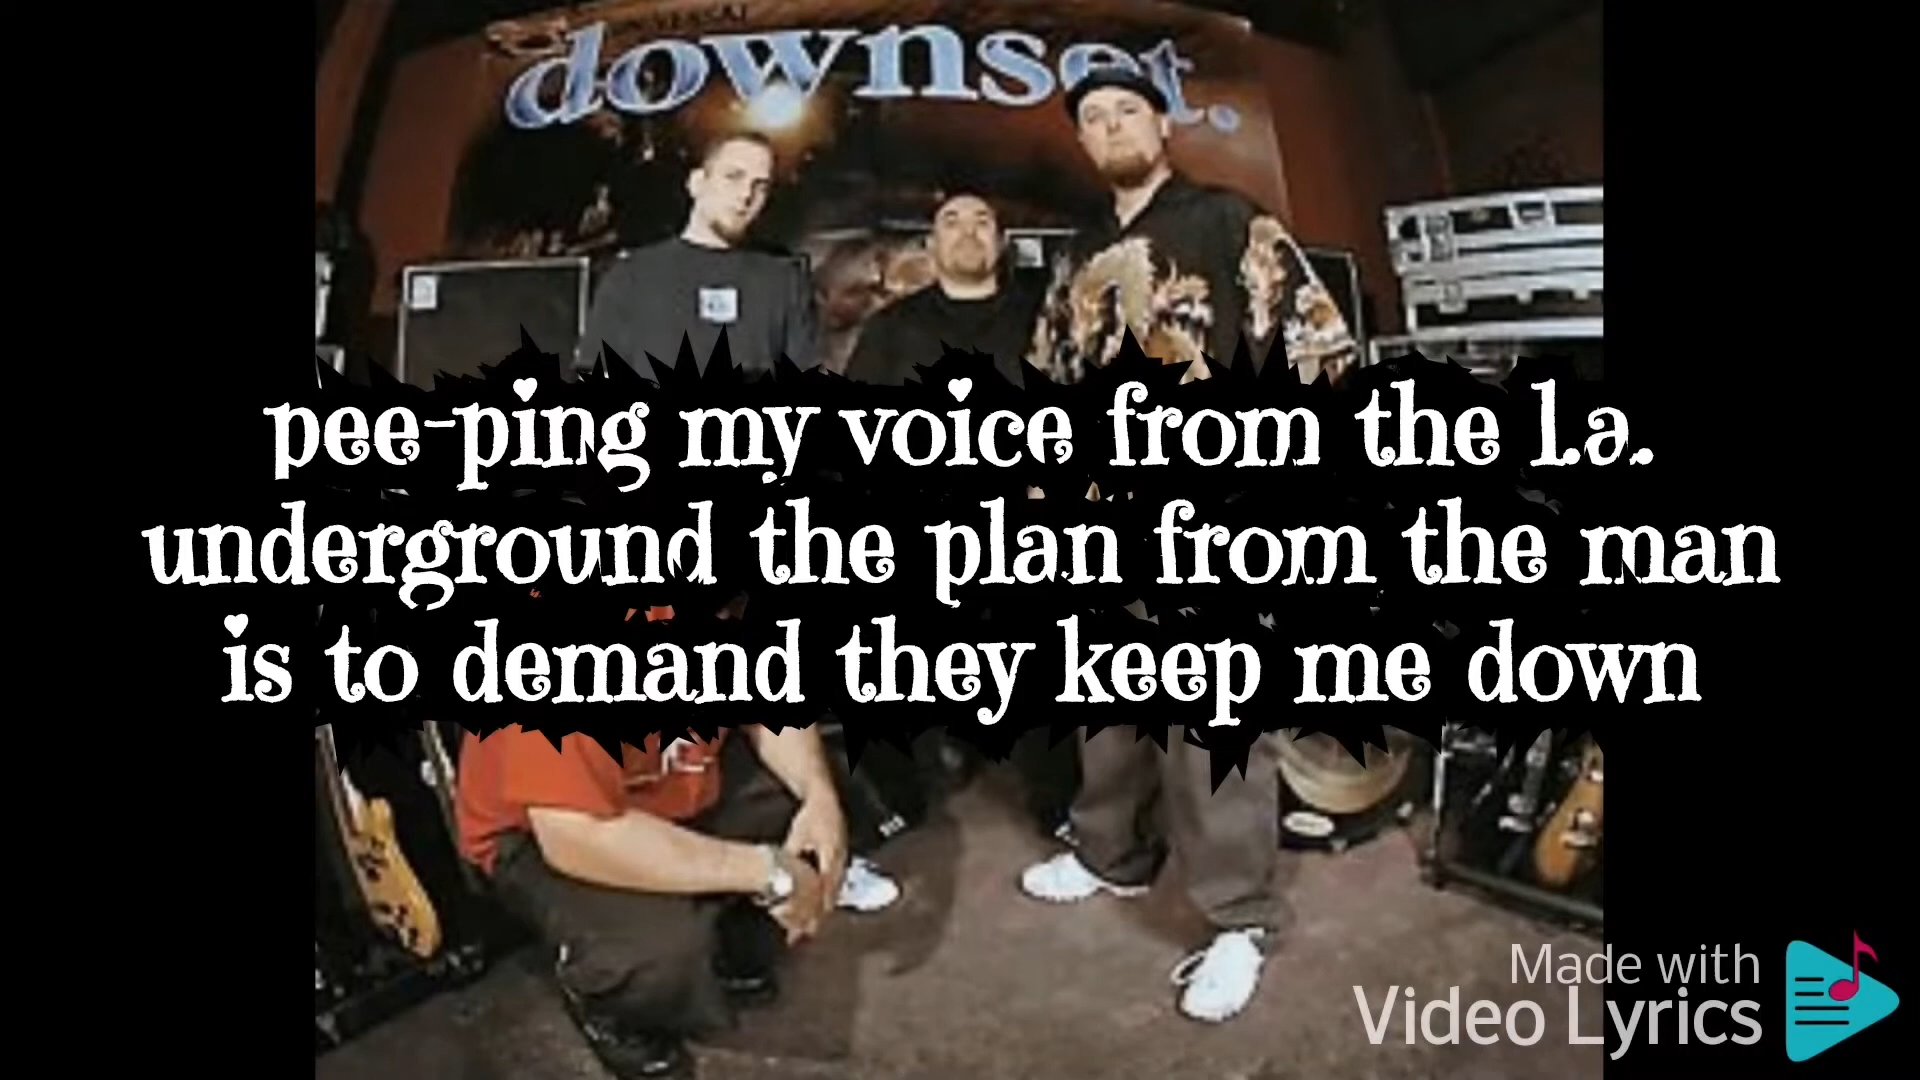 downset.
pee-ping my voice from the l.a.
underground the plan from the man
is to demand they keep me down
Made with
Video Lyrics